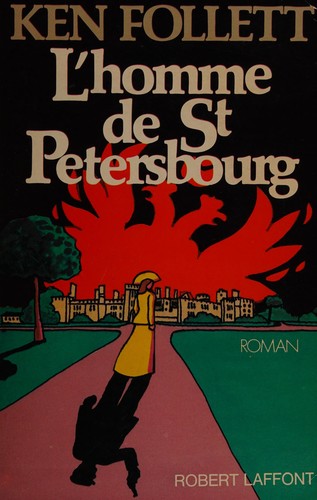 KEN FOLLETT
L'homme
de St
Petersbourg
ROMAN
ROBERT LAFFONT